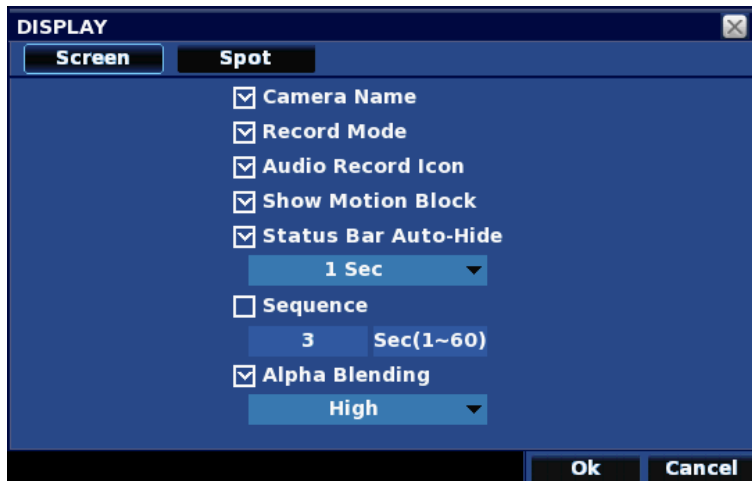 DISPLAY
Screen Spot
Camera Name
Record Mode
Audio Record Icon
Show Motion Block
Status Bar Auto-Hide
1 Sec
Sequence
3 Sec(1~60)
Alpha Blending
High
Ok Cancel